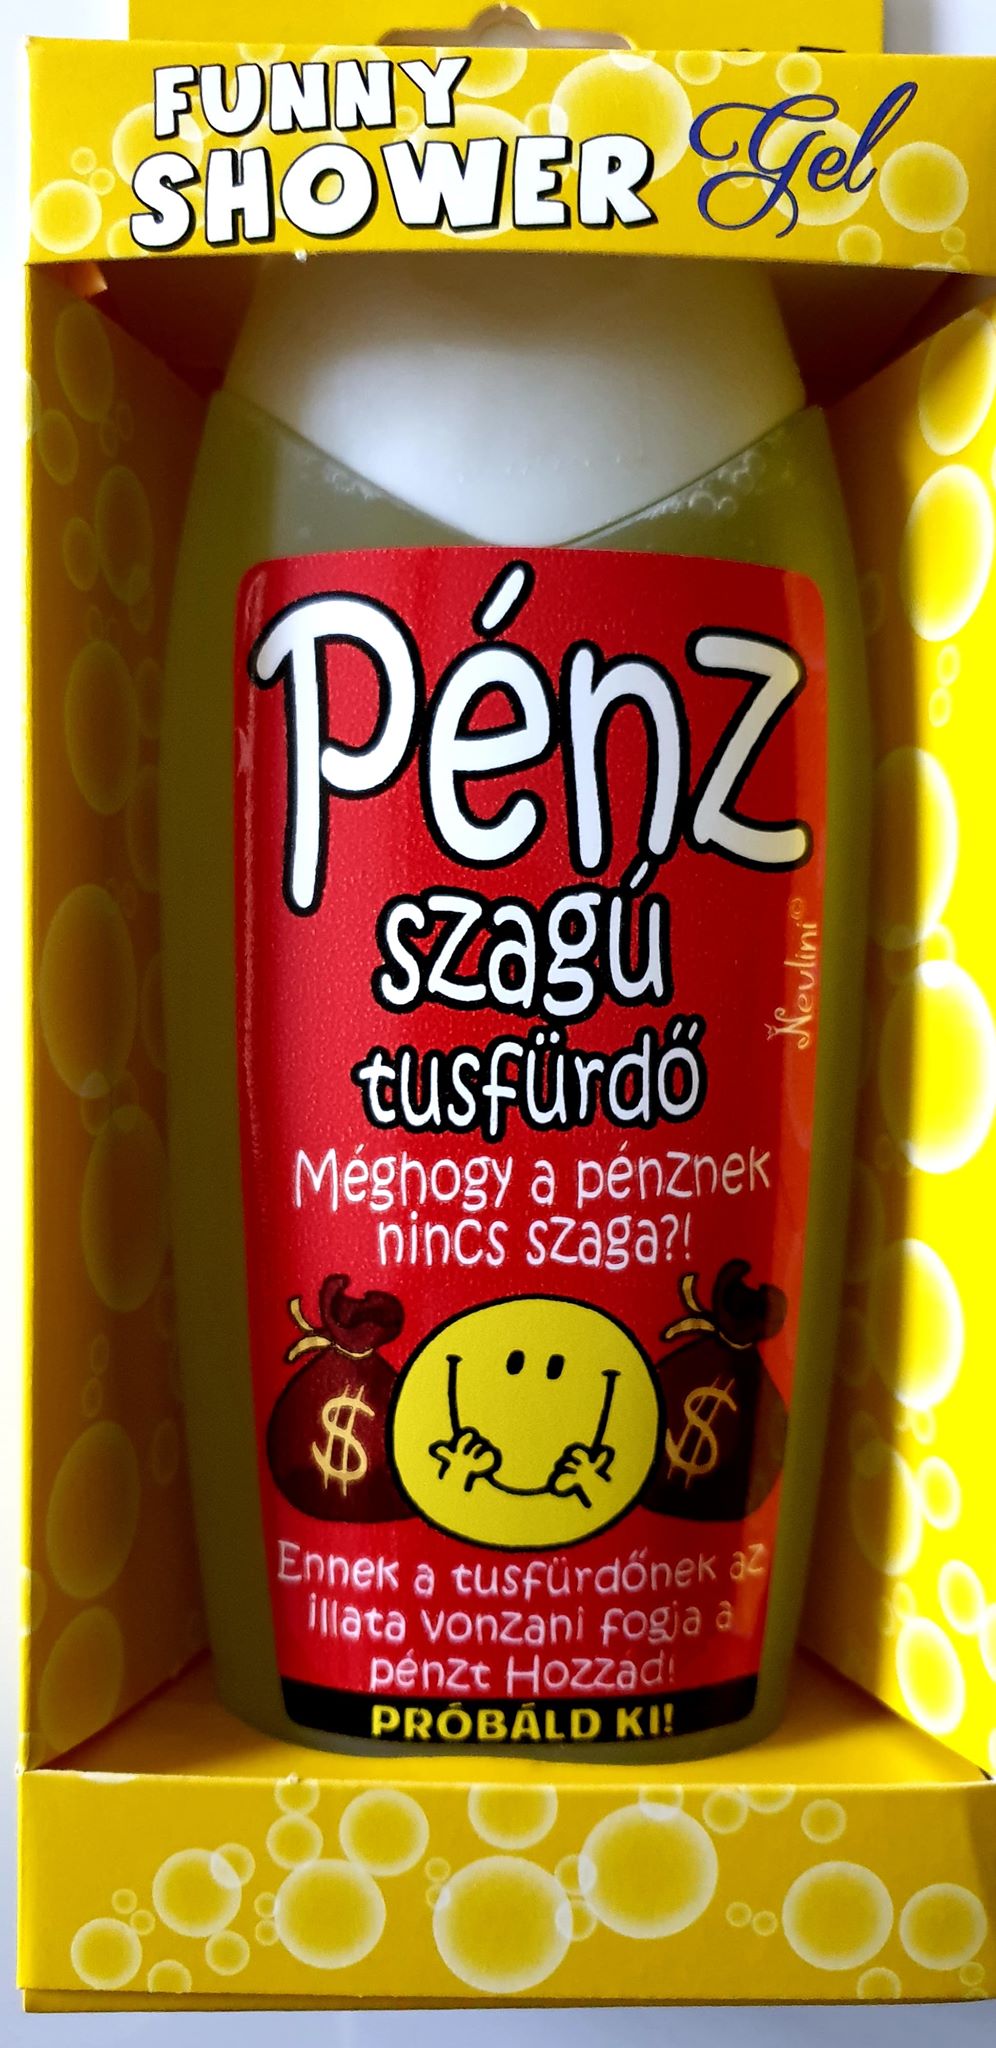 FUNNY
SHOWER Gel
Pénz
szagú
tusfürdő
Nevlini©
Méghogy a pénznek
nincs szaga?!
$ $
Ennek a tusfürdőnek az
illata vonzani fogja a
pénzt Hozzád!
PRÓBÁLD KI!